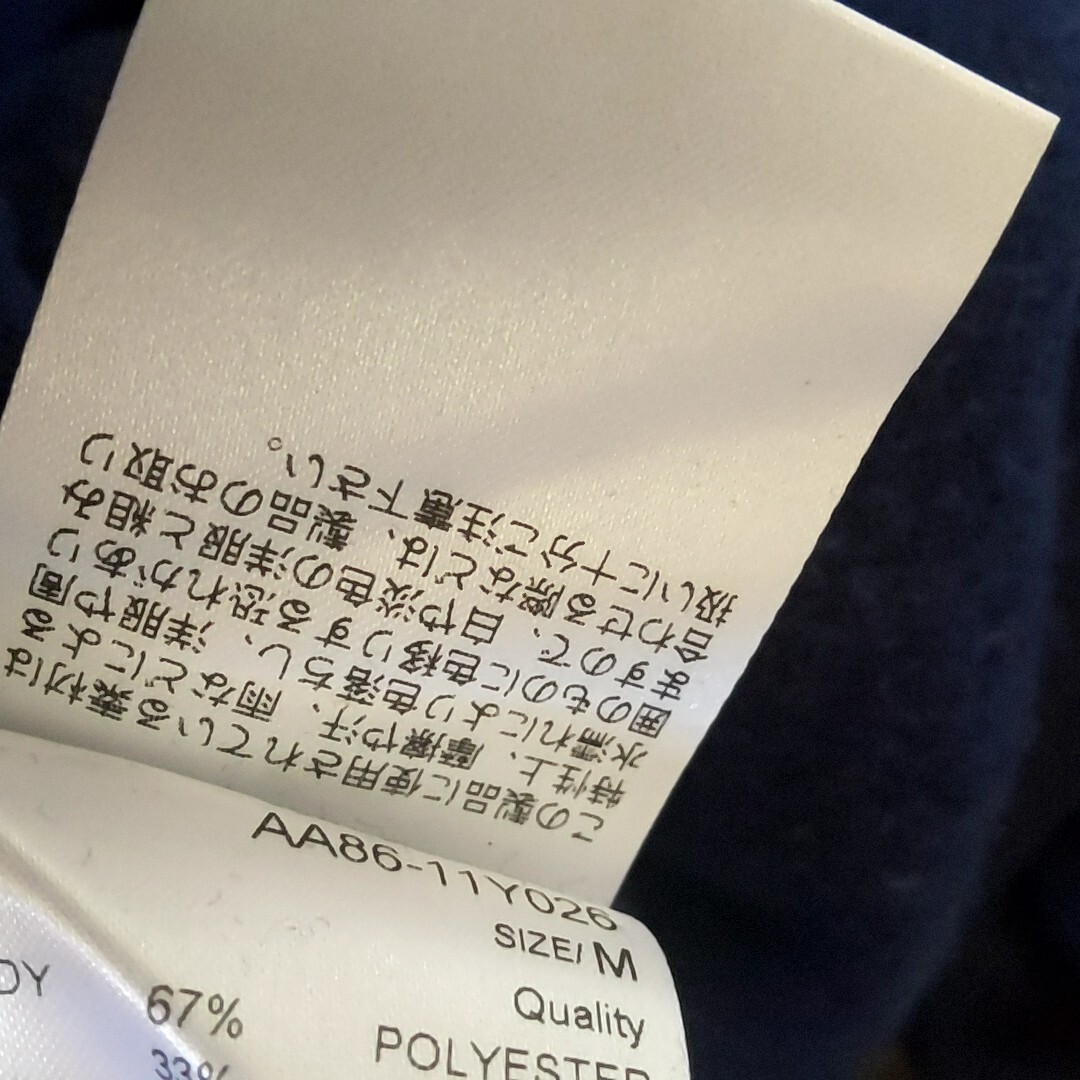 この製品に使用されている素材は
特性上、摩擦や汗、雨などによる
水濡れにより色落ちし、洋服や周
囲のものに色移りする恐れがあり
ますので、白や淡色の洋服と組み
合わせる際などは、製品のお取り
扱いに十分ご注意下さい。
AA86-11Y026
SIZE/ M
Quality
67% POLYESTER
33%